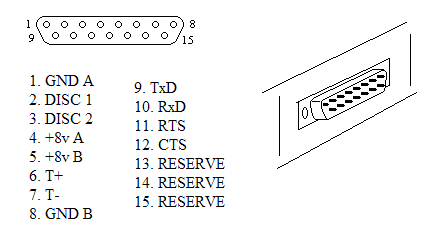 1 8
9 15
1. GND A
2. DISC 1
3. DISC 2
4. +8v A
5. +8v B
6. T+
7. T-
8. GND B
9. TxD
10. RxD
11. RTS
12. CTS
13. RESERVE
14. RESERVE
15. RESERVE